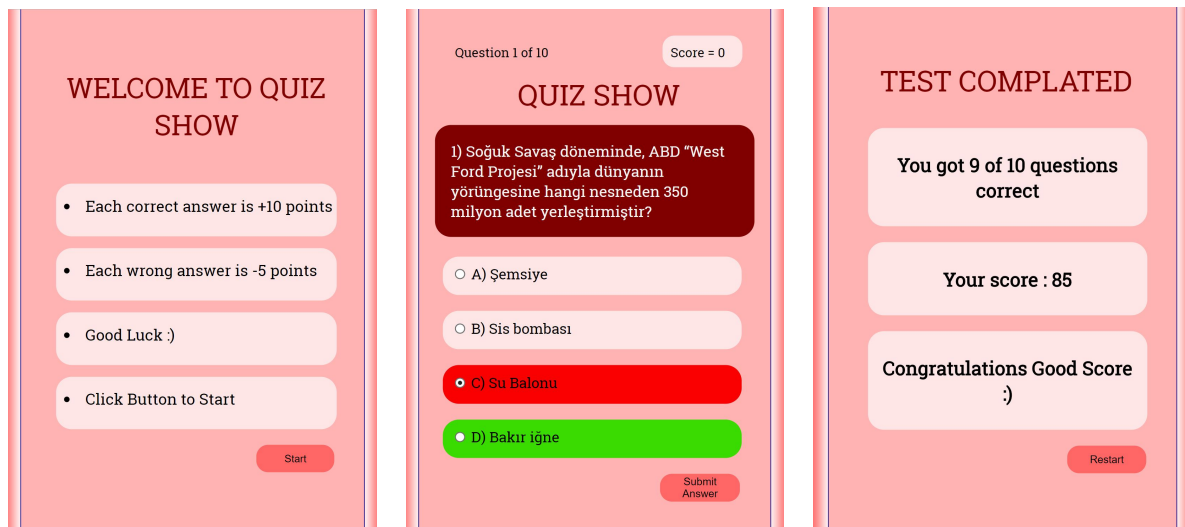 WELCOME TO QUIZ
SHOW
Each correct answer is +10 points
Each wrong answer is -5 points
Good Luck :)
Click Button to Start
Start
Question 1 of 10
Score = 0
QUIZ SHOW
1) Soğuk Savaş döneminde, ABD “West
Ford Projesi” adıyla dünyanın
yörüngesine hangi nesneden 350
milyon adet yerleştirmiştir?
A) Şemsiye
B) Sis bombası
C) Su Balonu
D) Bakır iğne
Submit
Answer
TEST COMPLATED
You got 9 of 10 questions
correct
Your score : 85
Congratulations Good Score
:)
Restart